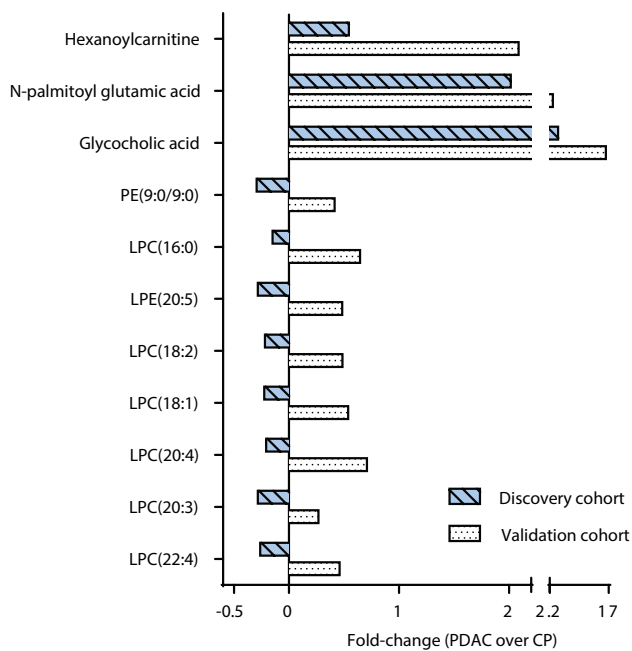 Hexanoylcarnitine
N-palmitoyl glutamic acid
Glycocholic acid
PE(9:0/9:0)
LPC(16:0)
LPE(20:5)
LPC(18:2)
LPC(18:1)
LPC(20:4)
LPC(20:3)
LPC(22:4)
Discovery cohort
Validation cohort
-0.5 0 1 2 2.2 17
Fold-change (PDAC over CP)